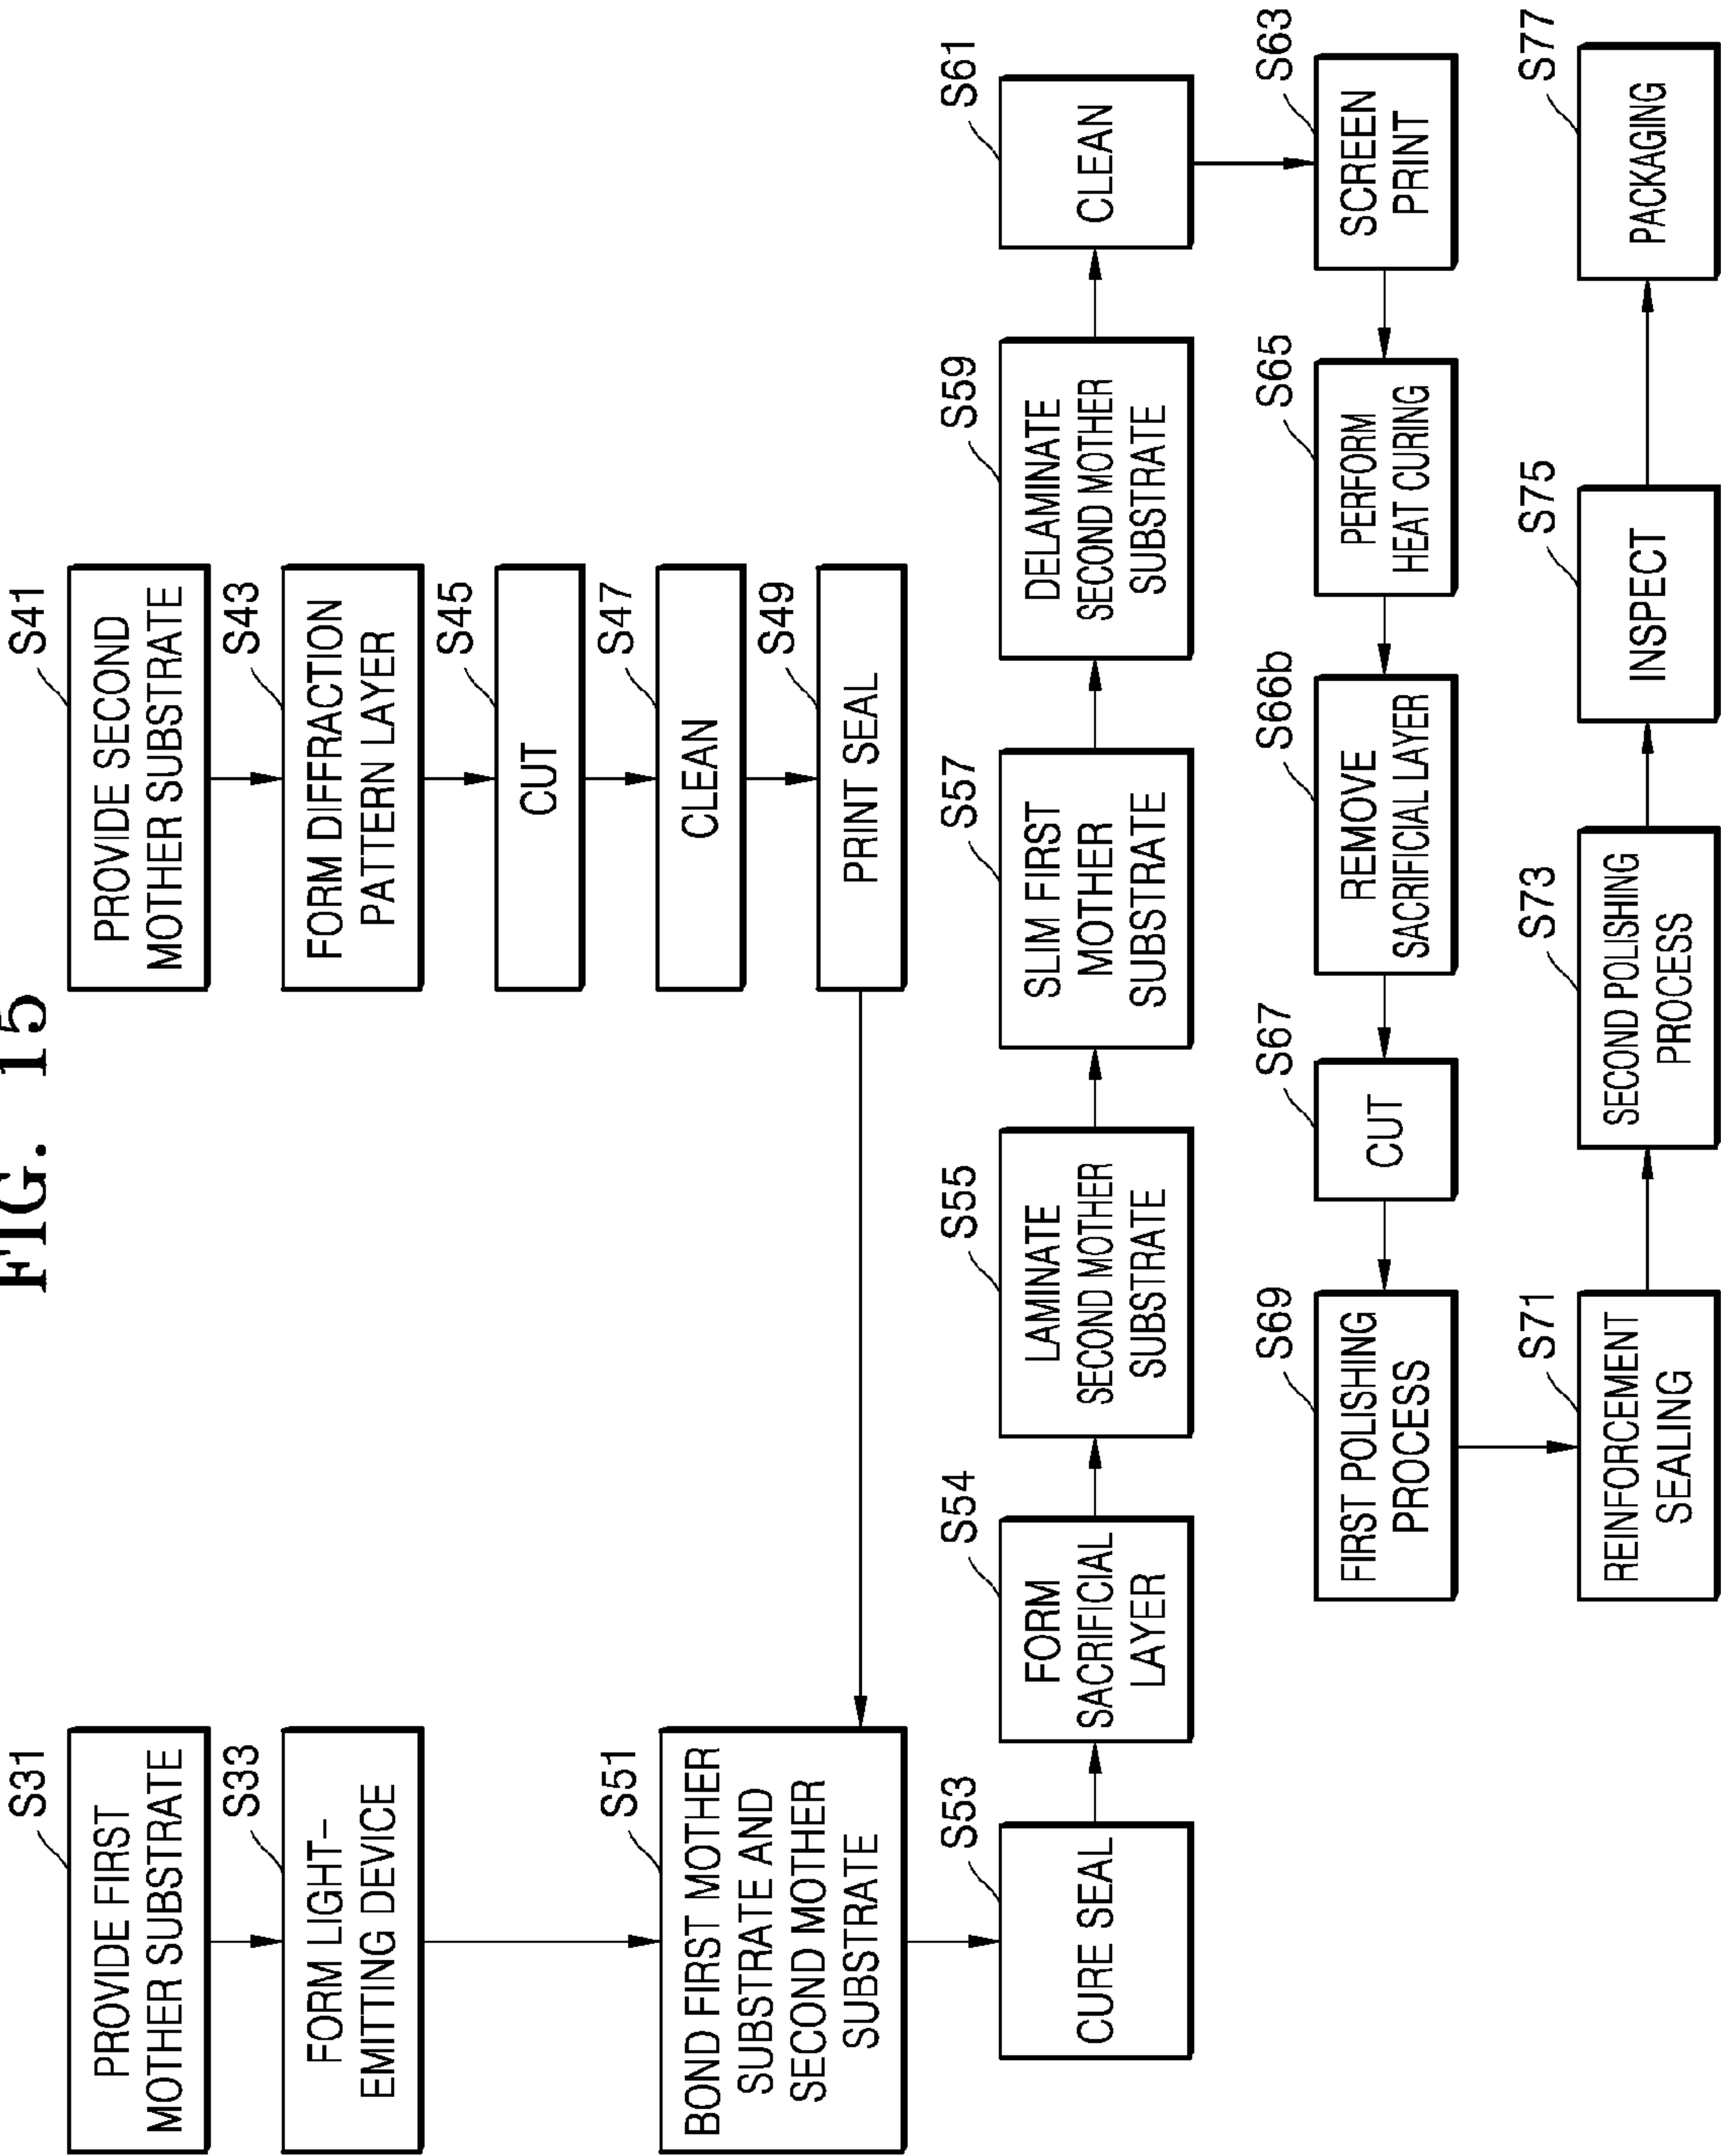 FIG. 15
S31
PROVIDE FIRST
MOTHER SUBSTRATE
S33
FORM LIGHT-
EMITTING DEVICE
S41
PROVIDE SECOND
MOTHER SUBSTRATE
S43
FORM DIFFRACTION
PATTERN LAYER
S45
CUT
S47
CLEAN
S49
PRINT SEAL
S51
BOND FIRST MOTHER
SUBSTRATE AND
SECOND MOTHER
SUBSTRATE
S53
CURE SEAL
S54
FORM
SACRIFICIAL
LAYER
S55
LAMINATE
SECOND MOTHER
SUBSTRATE
S57
SLIM FIRST
MOTHER
SUBSTRATE
S59
DELAMINATE
SECOND MOTHER
SUBSTRATE
S61
CLEAN
S63
SCREEN
PRINT
S65
PERFORM
HEAT CURING
S66b
REMOVE
SACRIFICIAL LAYER
S67
CUT
S69
FIRST POLISHING
PROCESS
S71
REINFORCEMENT
SEALING
S73
SECOND POLISHING
PROCESS
S75
INSPECT
S77
PACKAGING